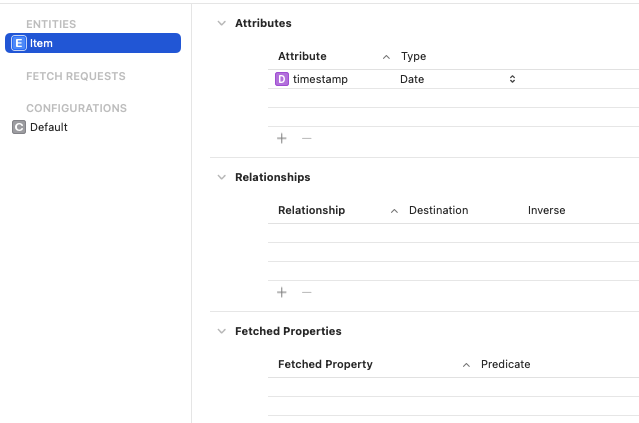 ENTITIES
E Item
FETCH REQUESTS
CONFIGURATIONS
C Default
Attributes
Attribute Type
D timestamp Date
Relationships
Relationship Destination Inverse
Fetched Properties
Fetched Property Predicate